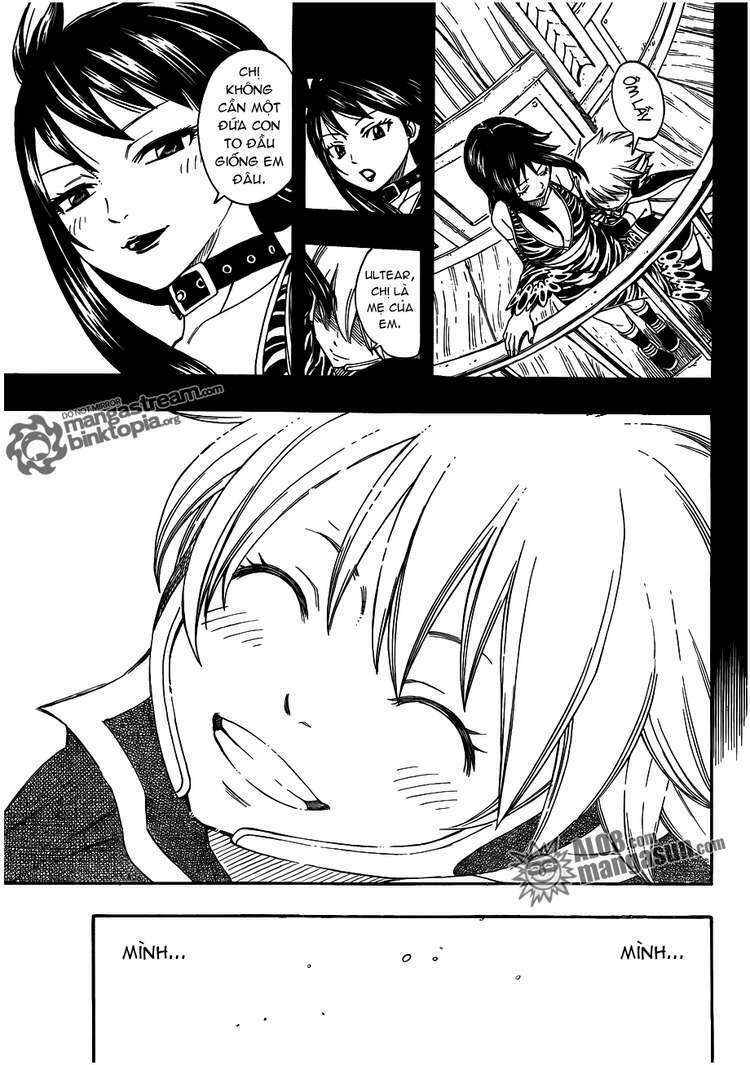 ÔM LẤY
ULTEAR,
CHỊ LÀ
MẸ CỦA
EM.
CHỊ
KHÔNG
CẦN MỘT
ĐỨA CON
TO ĐẦU
GIỐNG EM
ĐÂU.
DO NOT MIRROR
mangastream.com
binktopia.org
ALOB.com
mangasun.com
MÌNH...
MÌNH...